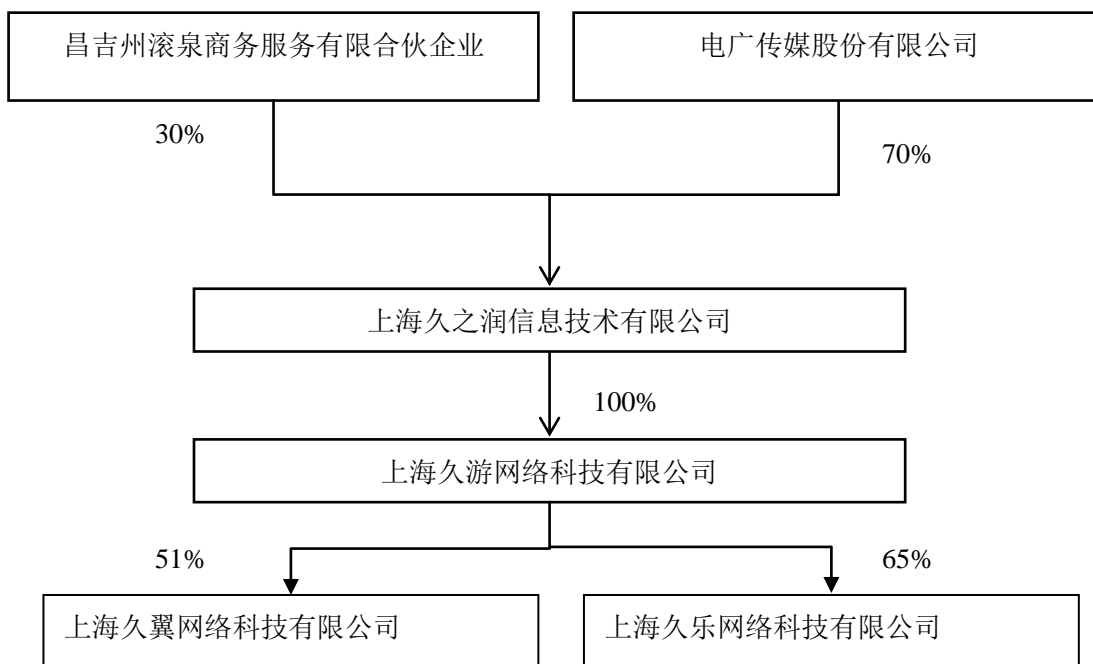 昌吉州滚泉商务服务有限合伙企业
电广传媒股份有限公司
30%
70%
上海久之润信息技术有限公司
100%
上海久游网络科技有限公司
51%
65%
上海久翼网络科技有限公司
上海久乐网络科技有限公司